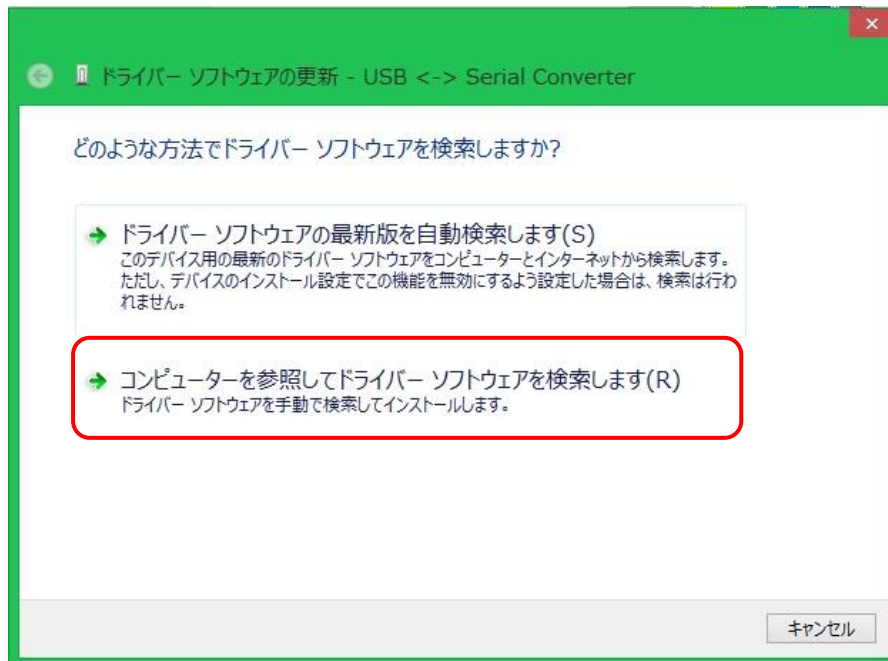 ドライバー ソフトウェアの更新 - USB <-> Serial Converter
どのような方法でドライバー ソフトウェアを検索しますか?
ドライバー ソフトウェアの最新版を自動検索します(S)
このデバイス用の最新のドライバー ソフトウェアをコンピューターとインターネットから検索します。
ただし、デバイスのインストール設定でこの機能を無効にするよう設定した場合は、検索は行わ
れません。
コンピューターを参照してドライバー ソフトウェアを検索します(R)
ドライバー ソフトウェアを手動で検索してインストールします。
キャンセル